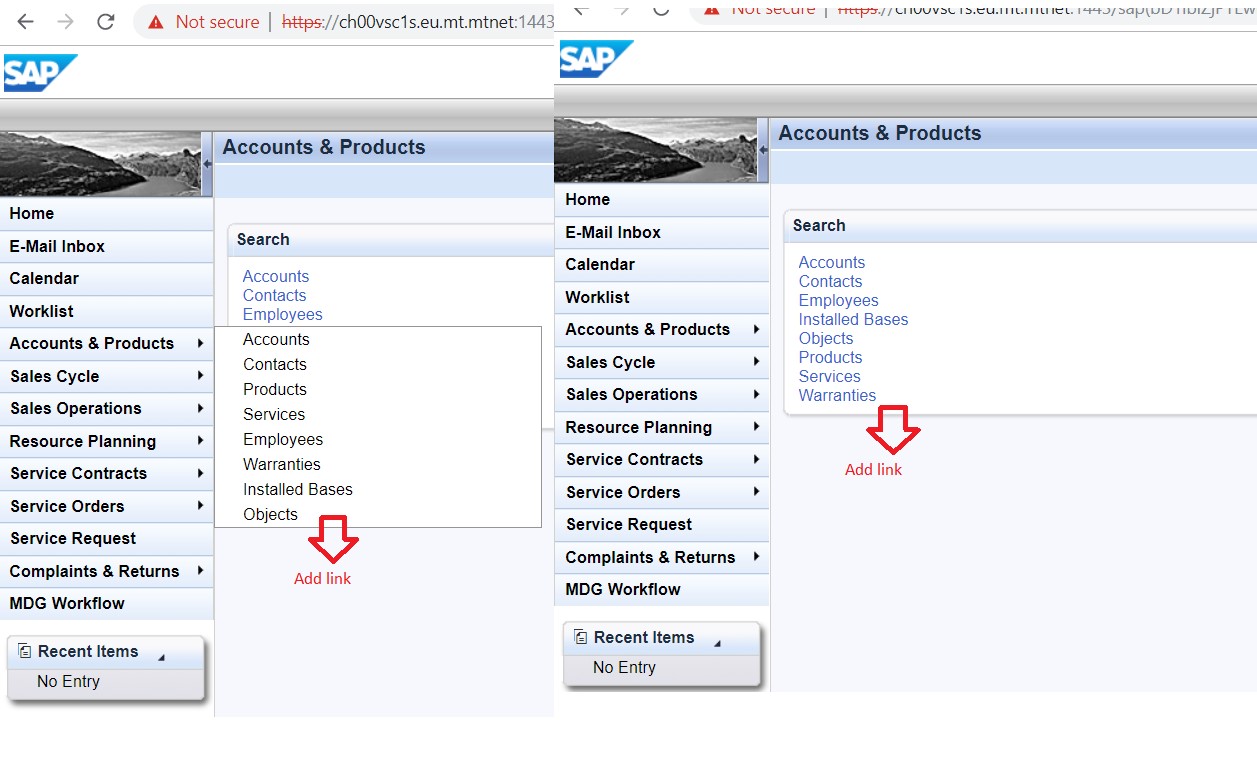 Not secure | https://ch00vsc1s.eu.mt.mtnet:1443
SAP
Accounts & Products
Home
E-Mail Inbox
Calendar
Worklist
Accounts & Products
Sales Cycle
Sales Operations
Resource Planning
Service Contracts
Service Orders
Service Request
Complaints & Returns
MDG Workflow
Recent Items
No Entry
Search
Accounts
Contacts
Employees
Accounts
Contacts
Products
Services
Employees
Warranties
Installed Bases
Objects
Add link
Not secure | https://ch00vsc1s.eu.mt.mtnet:1443/
SAP
Accounts & Products
Home
E-Mail Inbox
Calendar
Worklist
Accounts & Products
Sales Cycle
Sales Operations
Resource Planning
Service Contracts
Service Orders
Service Request
Complaints & Returns
MDG Workflow
Recent Items
No Entry
Search
Accounts
Contacts
Employees
Installed Bases
Objects
Products
Services
Warranties
Add link